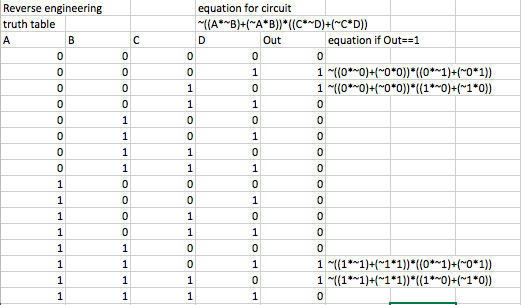 Reverse engineering equation for circuit
truth table ~((A*~B)+(~A*B))*((C*~D)+(~C*D))
A B C D Out equation if Out==1
0 0 0 0 0
0 0 0 1 1 ~((0*~0)+(~0*0))*((0*~1)+(~0*1))
0 0 1 0 1 ~((0*~0)+(~0*0))*((1*~0)+(~1*0))
0 0 1 1 0
0 1 0 0 0
0 1 0 1 0
0 1 1 0 0
0 1 1 1 0
1 0 0 0 0
1 0 0 1 0
1 0 1 0 0
1 0 1 1 0
1 1 0 0 0
1 1 0 1 1 ~((1*~1)+(~1*1))*((0*~1)+(~0*1))
1 1 1 0 1 ~((1*~1)+(~1*1))*((1*~0)+(~1*0))
1 1 1 1 0